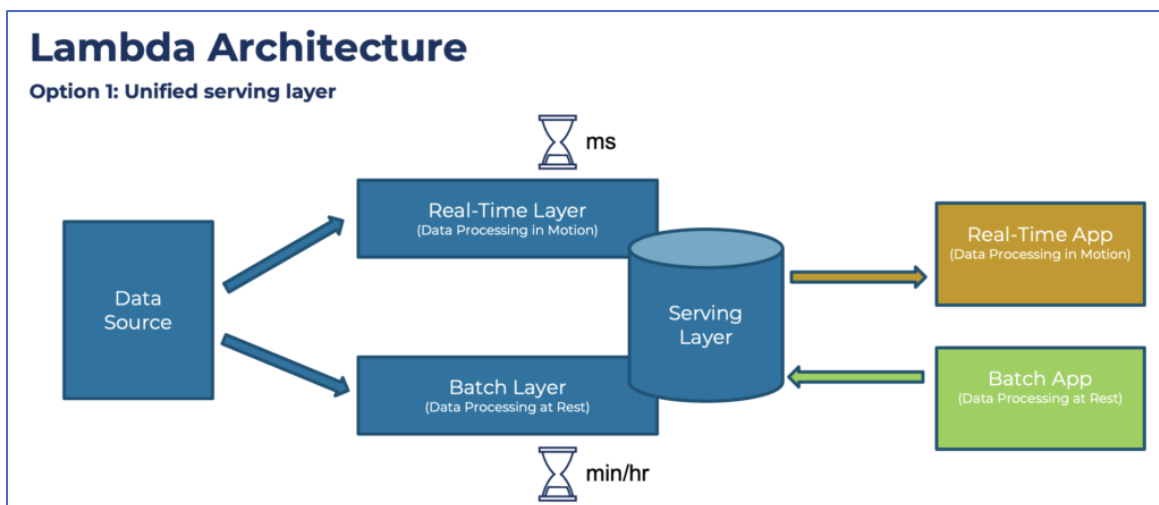 Lambda Architecture
Option 1: Unified serving layer
ms
Real-Time Layer
(Data Processing in Motion)
Data
Source
Serving
Layer
Real-Time App
(Data Processing in Motion)
Batch Layer
(Data Processing at Rest)
Batch App
(Data Processing at Rest)
min/hr